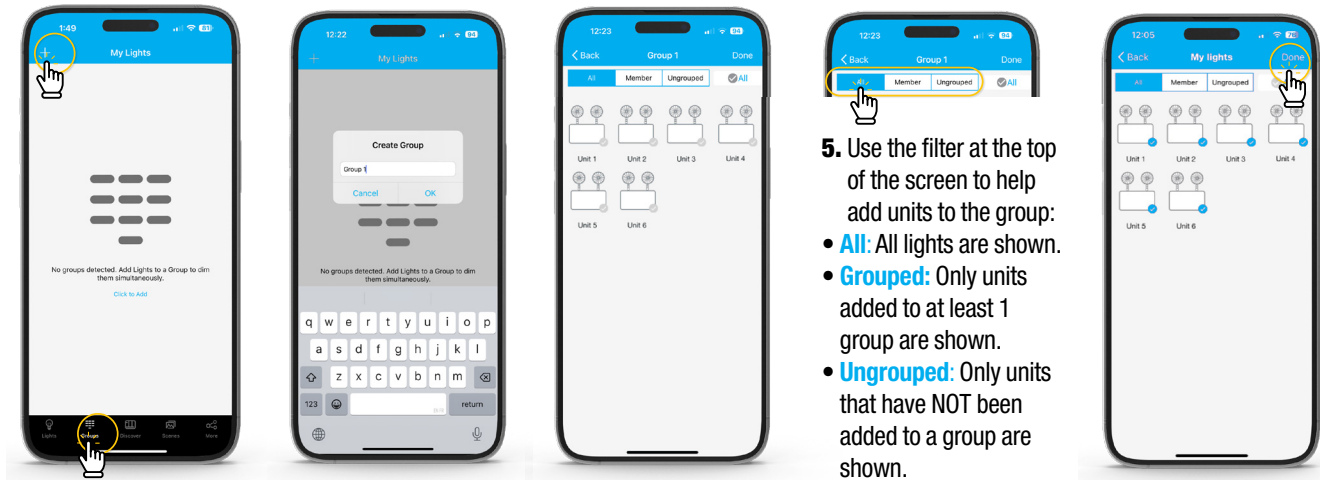 1:49
81
+
My Lights
No groups detected. Add Lights to a Group to dim
them simultaneously.
Click to Add
Lights Groups Discover Scenes More
12:22
94
+
My Lights
Create Group
Group 1
Cancel OK
No groups detected. Add Lights to a Group to dim
them simultaneously.
q w e r t y u i o p
a s d f g h j k l
z x c v b n m
123 return
12:23
94
Back Group 1 Done
All Member Ungrouped All
Unit 1 Unit 2 Unit 3 Unit 4
Unit 5 Unit 6
12:23
94
Back Group 1 Done
All Member Ungrouped All
5. Use the filter at the top
of the screen to help
add units to the group:
• All: All lights are shown.
• Grouped: Only units
added to at least 1
group are shown.
• Ungrouped: Only units
that have NOT been
added to a group are
shown.
12:05
Back My lights Done
All Member Ungrouped
Unit 1 Unit 2 Unit 3 Unit 4
Unit 5 Unit 6